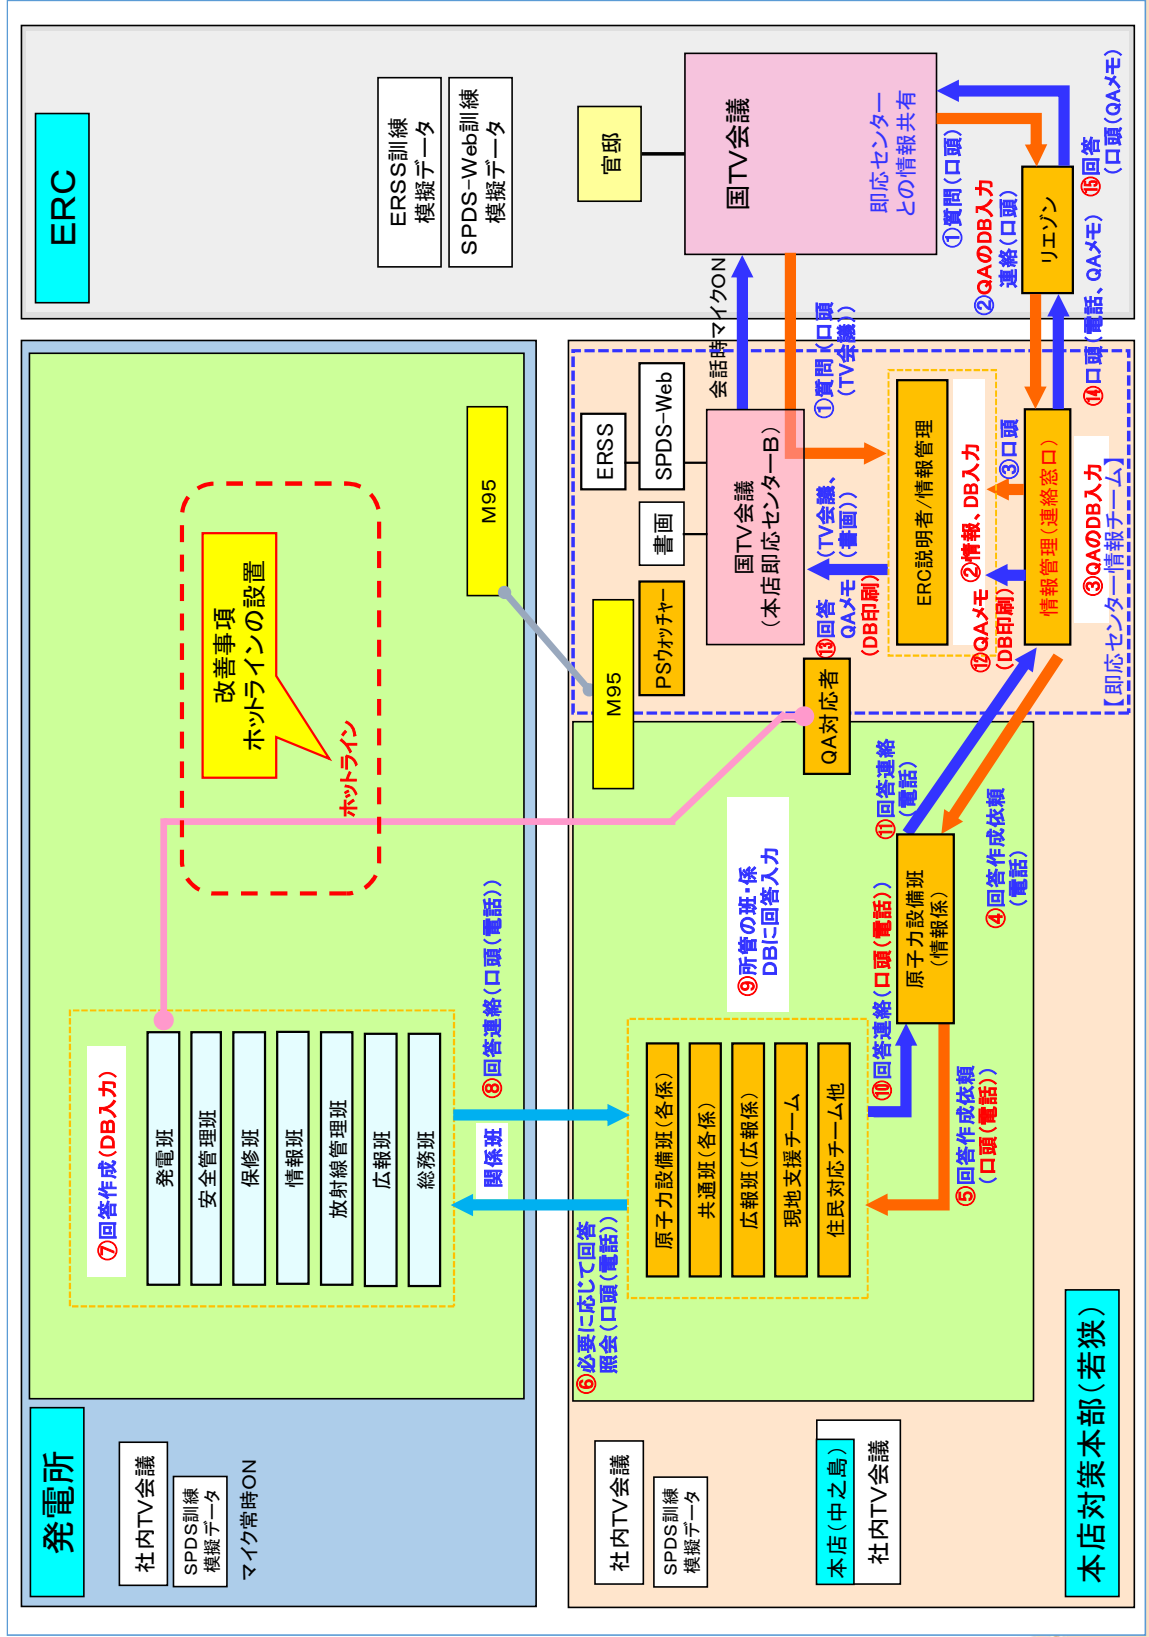 発電所
社内TV会議
SPDS訓練
模擬データ
マイク常時ON
⑦回答作成(DB入力)
発電班
安全管理班
保修班
情報班
放射線管理班
広報班
総務班
改善事項
ホットラインの設置
ホットライン
M95
⑧回答連絡(口頭(電話))
関係班
⑥必要に応じて回答
照会(口頭(電話))
ERC
ERSS訓練
模擬データ
SPDS-Web訓練
模擬データ
官邸
国TV会議
即応センター
との情報共有
①質問(口頭)
②QAのDB入力
連絡(口頭)
リエゾン
⑮回答
(口頭(QAメモ)
⑭口頭(電話、QAメモ)
会話時マイクON
①質問(口頭
(TV会議))
ERSS
SPDS-Web
書画
PSウォッチャー
M95
国TV会議
(本店即応センターB)
⑬回答 (TV会議、
QAメモ 書画))
(DB印刷)
QA対応者
ERC説明者/情報管理
②情報、DB入力
③口頭
⑫QAメモ
(DB印刷)
情報管理(連絡窓口)
③QAのDB入力
【即応センター情報チーム】
⑪回答連絡
(電話)
④回答作成依頼
(電話)
⑨所管の班・係
DBに回答入力
原子力設備班
(情報係)
⑩回答連絡(口頭(電話))
⑤回答作成依頼
(口頭(電話))
原子力設備班(各係)
共通班(各係)
広報班(広報係)
現地支援チーム
住民対応チーム他
社内TV会議
SPDS訓練
模擬データ
本店(中之島)
社内TV会議
本店対策本部(若狭)